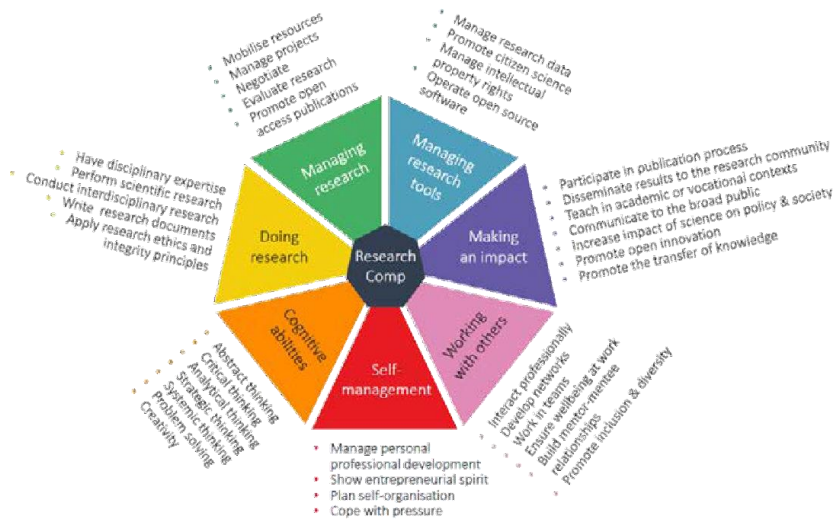 Mobilise resources
Manage projects
Negotiate
Evaluate research
Promote open
access publications
Manage research data
Promote citizen science
Manage intellectual
property rights
Operate open source
software
Have disciplinary expertise
Perform scientific research
Conduct interdisciplinary research
Write research documents
Apply research ethics and
integrity principles
Managing
research
Managing
research
tools
Participate in publication process
Disseminate results to the research community
Teach in academic or vocational contexts
Communicate to the broad public
Increase impact of science on policy & society
Promote open innovation
Promote the transfer of knowledge
Doing
research
Research
Comp
Making
an impact
Cognitive
abilities
Self-
management
Working
with others
Abstract thinking
Critical thinking
Analytical thinking
Strategic thinking
Systemic thinking
Problem solving
Creativity
Manage personal
professional development
Show entrepreneurial spirit
Plan self-organisation
Cope with pressure
Interact professionally
Develop networks
Work in teams
Ensure wellbeing at work
Build mentor-mentee
relationships
Promote inclusion & diversity